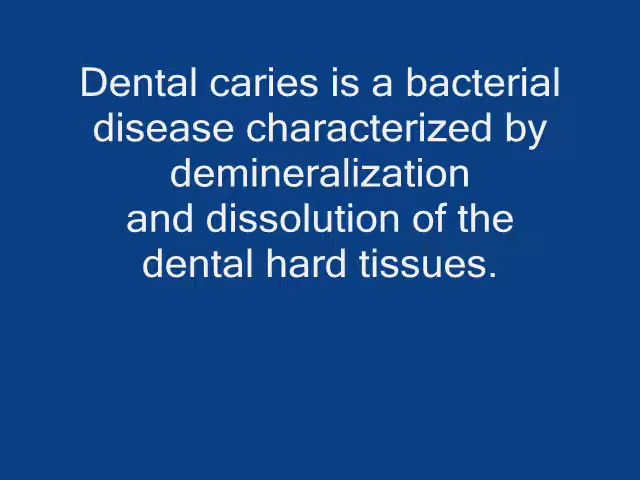 Dental caries is a bacterial
disease characterized by
demineralization
and dissolution of the
dental hard tissues.